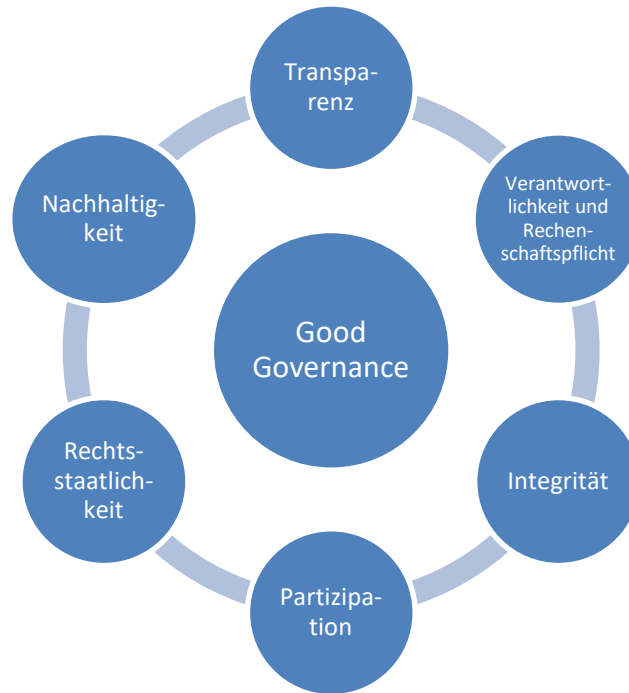 Transpa-
renz
Verantwort-
lichkeit und
Rechen-
schaftspflicht
Nachhaltig-
keit
Good
Governance
Rechts-
staatlich-
keit
Integrität
Partizipa-
tion